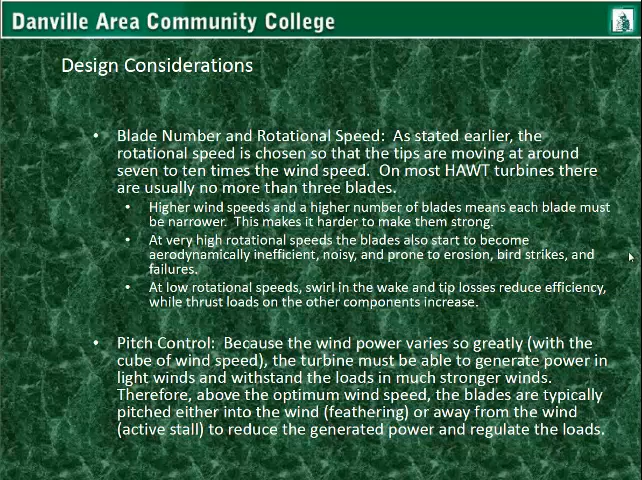 Danville Area Community College
Design Considerations
• Blade Number and Rotational Speed: As stated earlier, the
rotational speed is chosen so that the tips are moving at around
seven to ten times the wind speed. On most HAWT turbines there
are usually no more than three blades.
• Higher wind speeds and a higher number of blades means each blade must
be narrower. This makes it harder to make them strong.
• At very high rotational speeds the blades also start to become
aerodynamically inefficient, noisy, and prone to erosion, bird strikes, and
failures.
• At low rotational speeds, swirl in the wake and tip losses reduce efficiency,
while thrust loads on the other components increase.
• Pitch Control: Because the wind power varies so greatly (with the
cube of wind speed), the turbine must be able to generate power in
light winds and withstand the loads in much stronger winds.
Therefore, above the optimum wind speed, the blades are typically
pitched either into the wind (feathering) or away from the wind
(active stall) to reduce the generated power and regulate the loads.